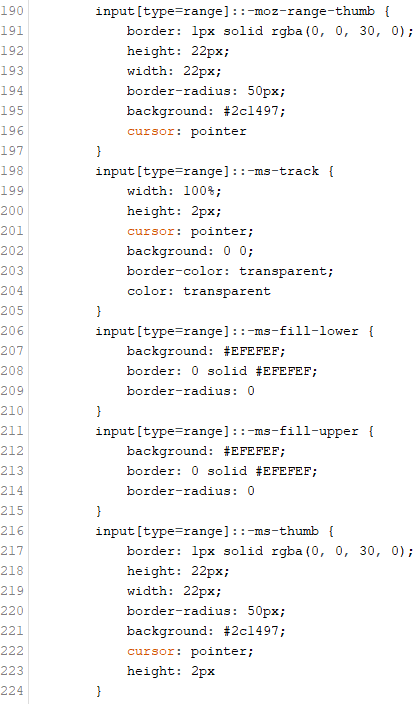 190 input[type=range]::-moz-range-thumb {
191 border: 1px solid rgba(0, 0, 30, 0);
192 height: 22px;
193 width: 22px;
194 border-radius: 50px;
195 background: #2c1497;
196 cursor: pointer
197 }
198 input[type=range]::-ms-track {
199 width: 100%;
200 height: 2px;
201 cursor: pointer;
202 background: 0 0;
203 border-color: transparent;
204 color: transparent
205 }
206 input[type=range]::-ms-fill-lower {
207 background: #EFEFEF;
208 border: 0 solid #EFEFEF;
209 border-radius: 0
210 }
211 input[type=range]::-ms-fill-upper {
212 background: #EFEFEF;
213 border: 0 solid #EFEFEF;
214 border-radius: 0
215 }
216 input[type=range]::-ms-thumb {
217 border: 1px solid rgba(0, 0, 30, 0);
218 height: 22px;
219 width: 22px;
220 border-radius: 50px;
221 background: #2c1497;
222 cursor: pointer;
223 height: 2px
224 }